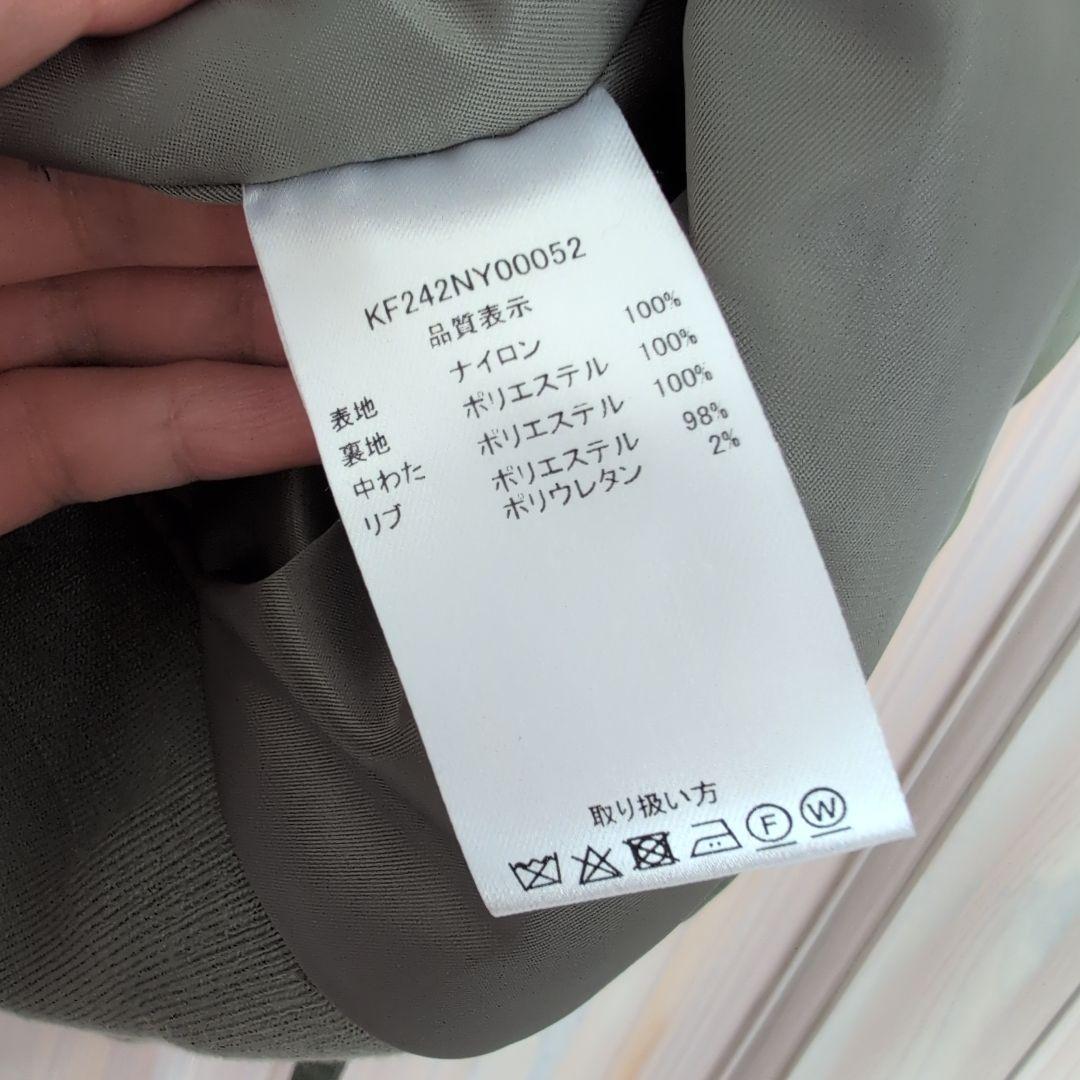 KF242NY00052
品質表示
表地 ナイロン 100%
裏地 ポリエステル 100%
中わた ポリエステル 100%
リブ ポリエステル 98%
ポリウレタン 2%
取り扱い方
F W